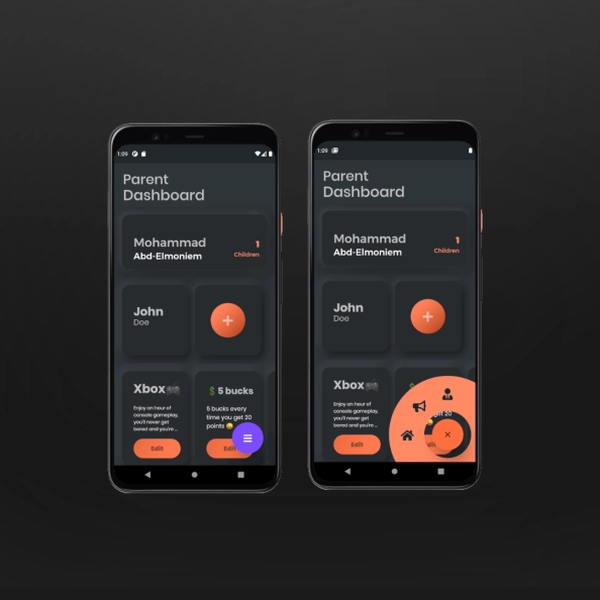 1:09
Parent
Dashboard
Mohammad
Abd-Elmoniem
1
Children
John
Doe
+
Xbox🎮
Enjoy an hour of
console gameplay,
you'll never get
bored and you're ...
Edit
$ 5 bucks
5 bucks every
time you get 20
points 😀
Edit
1:09
Parent
Dashboard
Mohammad
Abd-Elmoniem
1
Children
John
Doe
+
Xbox🎮
Enjoy an hour of
console gameplay,
you'll never get
bored and you're ...
Edit
get 20
×